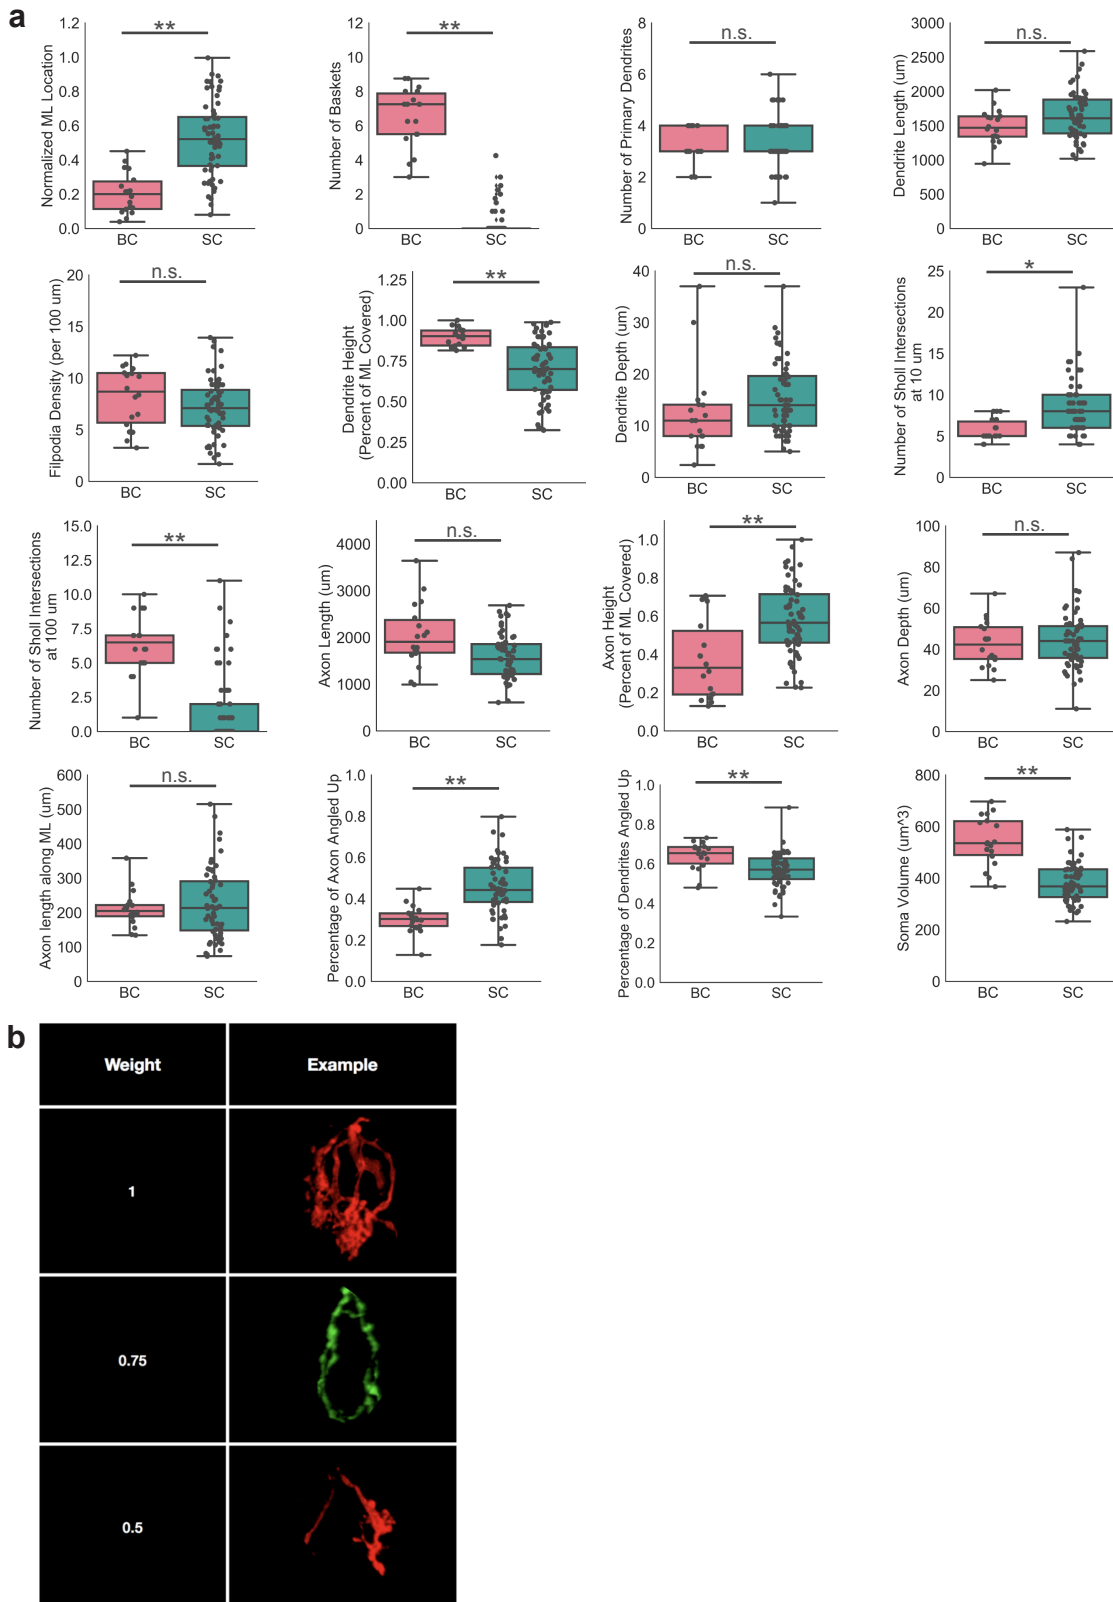 a
Normalized ML Location
1.2
1.0
0.8
0.6
0.4
0.2
0.0
**
BC
SC
Number of Baskets
12
10
8
6
4
2
0
**
BC
SC
Number of Primary Dendrites
8
6
4
2
0
n.s.
BC
SC
Dendrite Length (um)
3000
2500
2000
1500
1000
500
0
n.s.
BC
SC
Filpodia Density (per 100 um)
20
15
10
5
0
n.s.
BC
SC
Dendrite Height
(Percent of ML Covered)
1.25
1.00
0.75
0.50
0.25
0.00
**
BC
SC
Dendrite Depth (um)
40
30
20
10
0
n.s.
BC
SC
Number of Sholl Intersections
at 10 um
25
20
15
10
5
0
*
BC
SC
Number of Sholl Intersections
at 100 um
15.0
12.5
10.0
7.5
5.0
2.5
0.0
**
BC
SC
Axon Length (um)
4000
3000
2000
1000
0
n.s.
BC
SC
Axon Height
(Percent of ML Covered)
1.0
0.8
0.6
0.4
0.2
0.0
**
BC
SC
Axon Depth (um)
100
80
60
40
20
0
n.s.
BC
SC
Axon length along ML (um)
600
500
400
300
200
100
0
n.s.
BC
SC
Percentage of Axon Angled Up
1.0
0.8
0.6
0.4
0.2
0.0
**
BC
SC
Percentage of Dendrites Angled Up
1.0
0.8
0.6
0.4
0.2
0.0
**
BC
SC
Soma Volume (um^3)
800
600
400
200
0
**
BC
SC
b
Weight Example
1
0.75
0.5